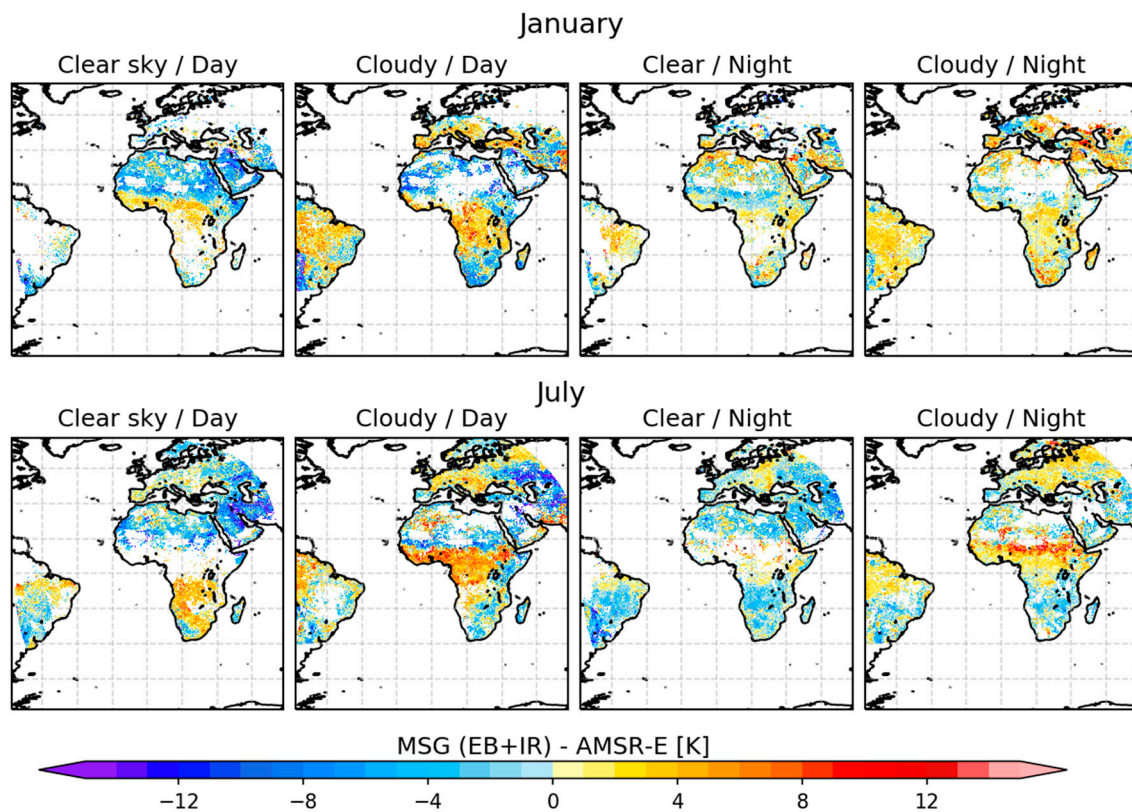 January
Clear sky / Day Cloudy / Day Clear / Night Cloudy / Night
July
Clear sky / Day Cloudy / Day Clear / Night Cloudy / Night
MSG (EB+IR) - AMSR-E [K]
−12 −8 −4 0 4 8 12